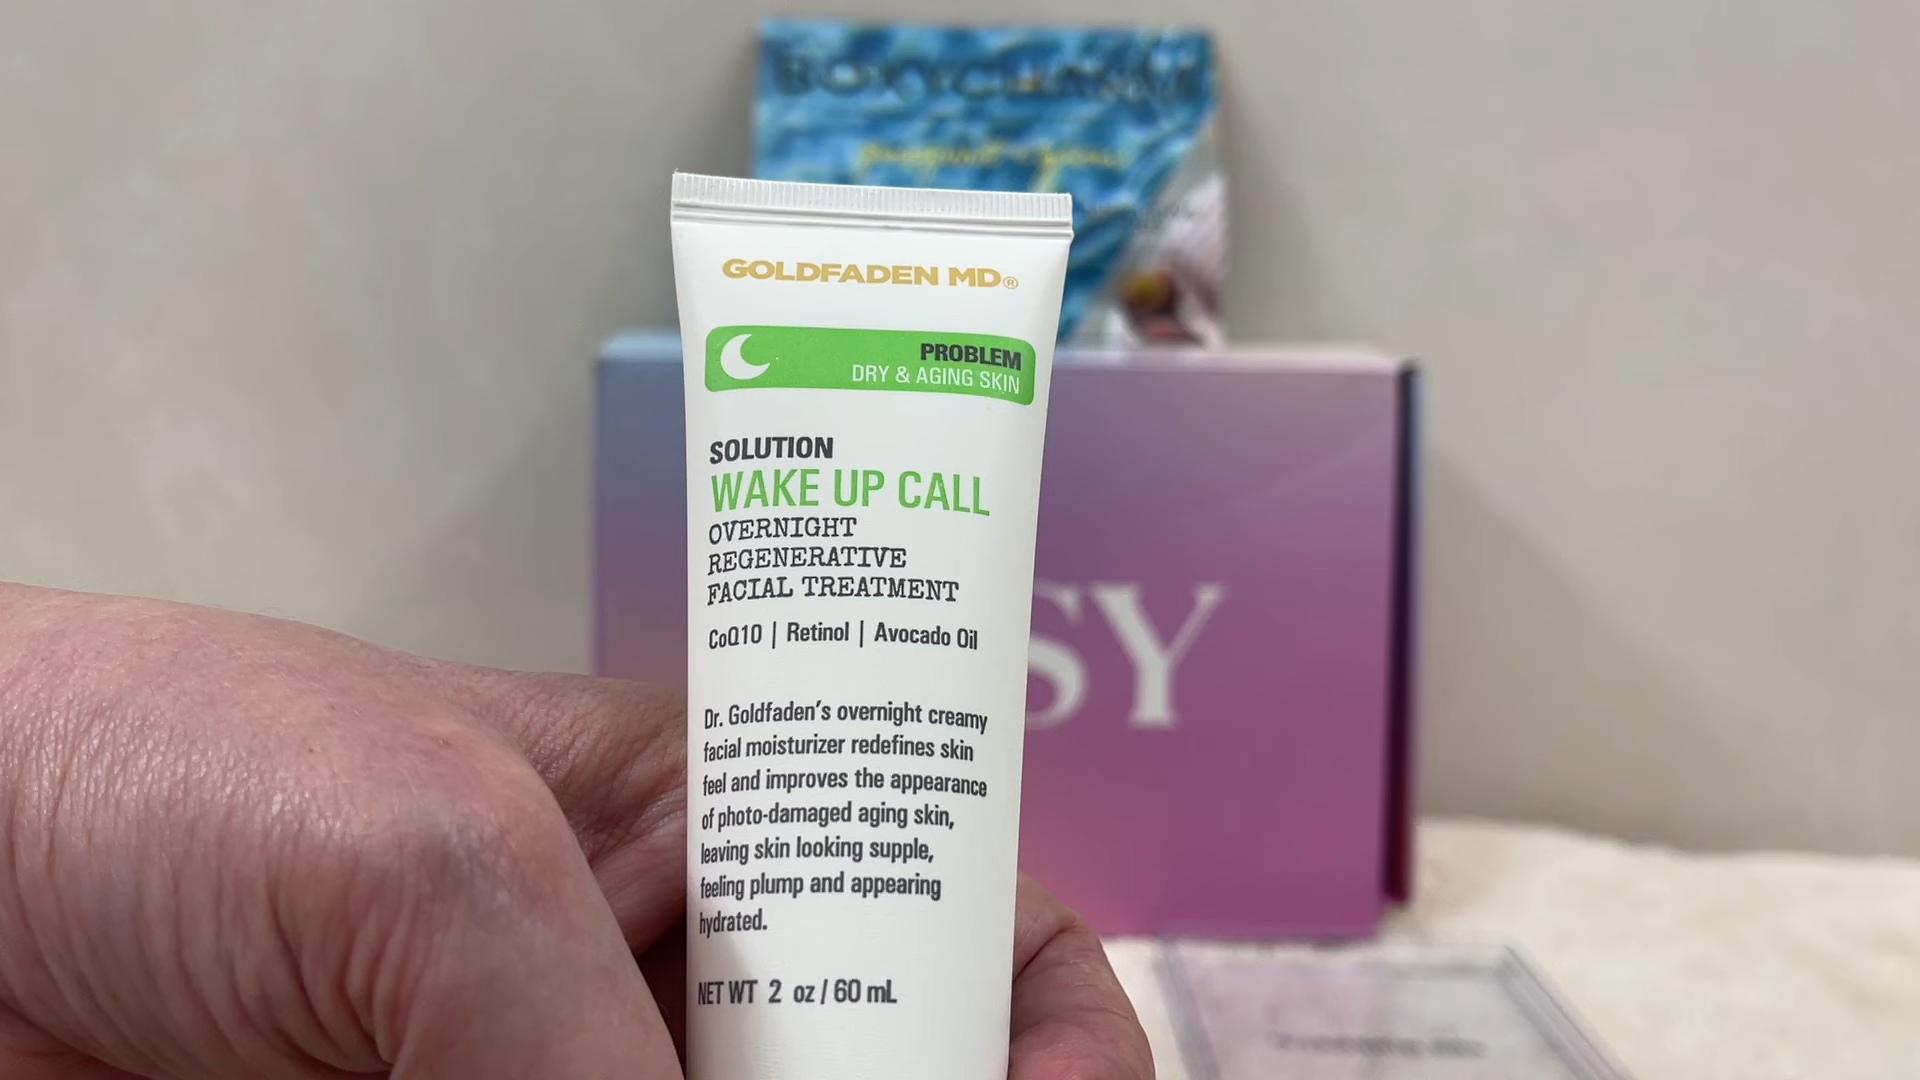 BOXYCHARM
GOLDFADEN MD®
PROBLEM
DRY & AGING SKIN
SOLUTION
WAKE UP CALL
OVERNIGHT
REGENERATIVE
FACIAL TREATMENT
CoQ10 | Retinol | Avocado Oil
Dr. Goldfaden's overnight creamy
facial moisturizer redefines skin
feel and improves the appearance
of photo-damaged aging skin,
leaving skin looking supple,
feeling plump and appearing
hydrated.
NET WT 2 oz / 60 mL
SY